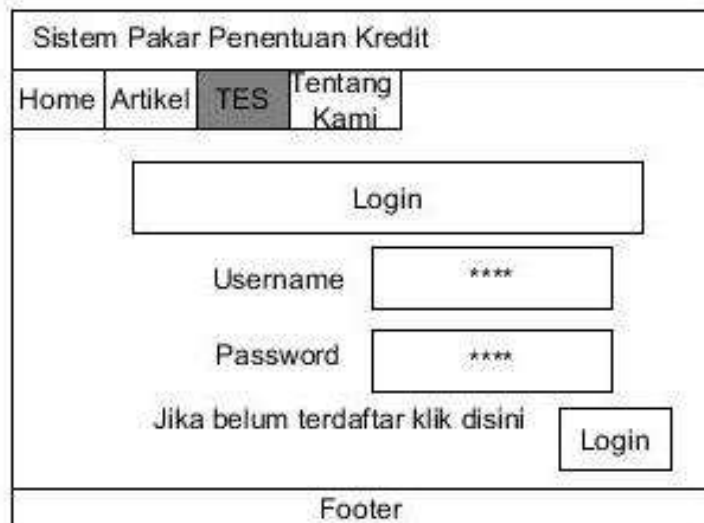 Sistem Pakar Penentuan Kredit
Home Artikel TES Tentang
Kami
Login
Username ****
Password ****
Jika belum terdaftar klik disini
Login
Footer